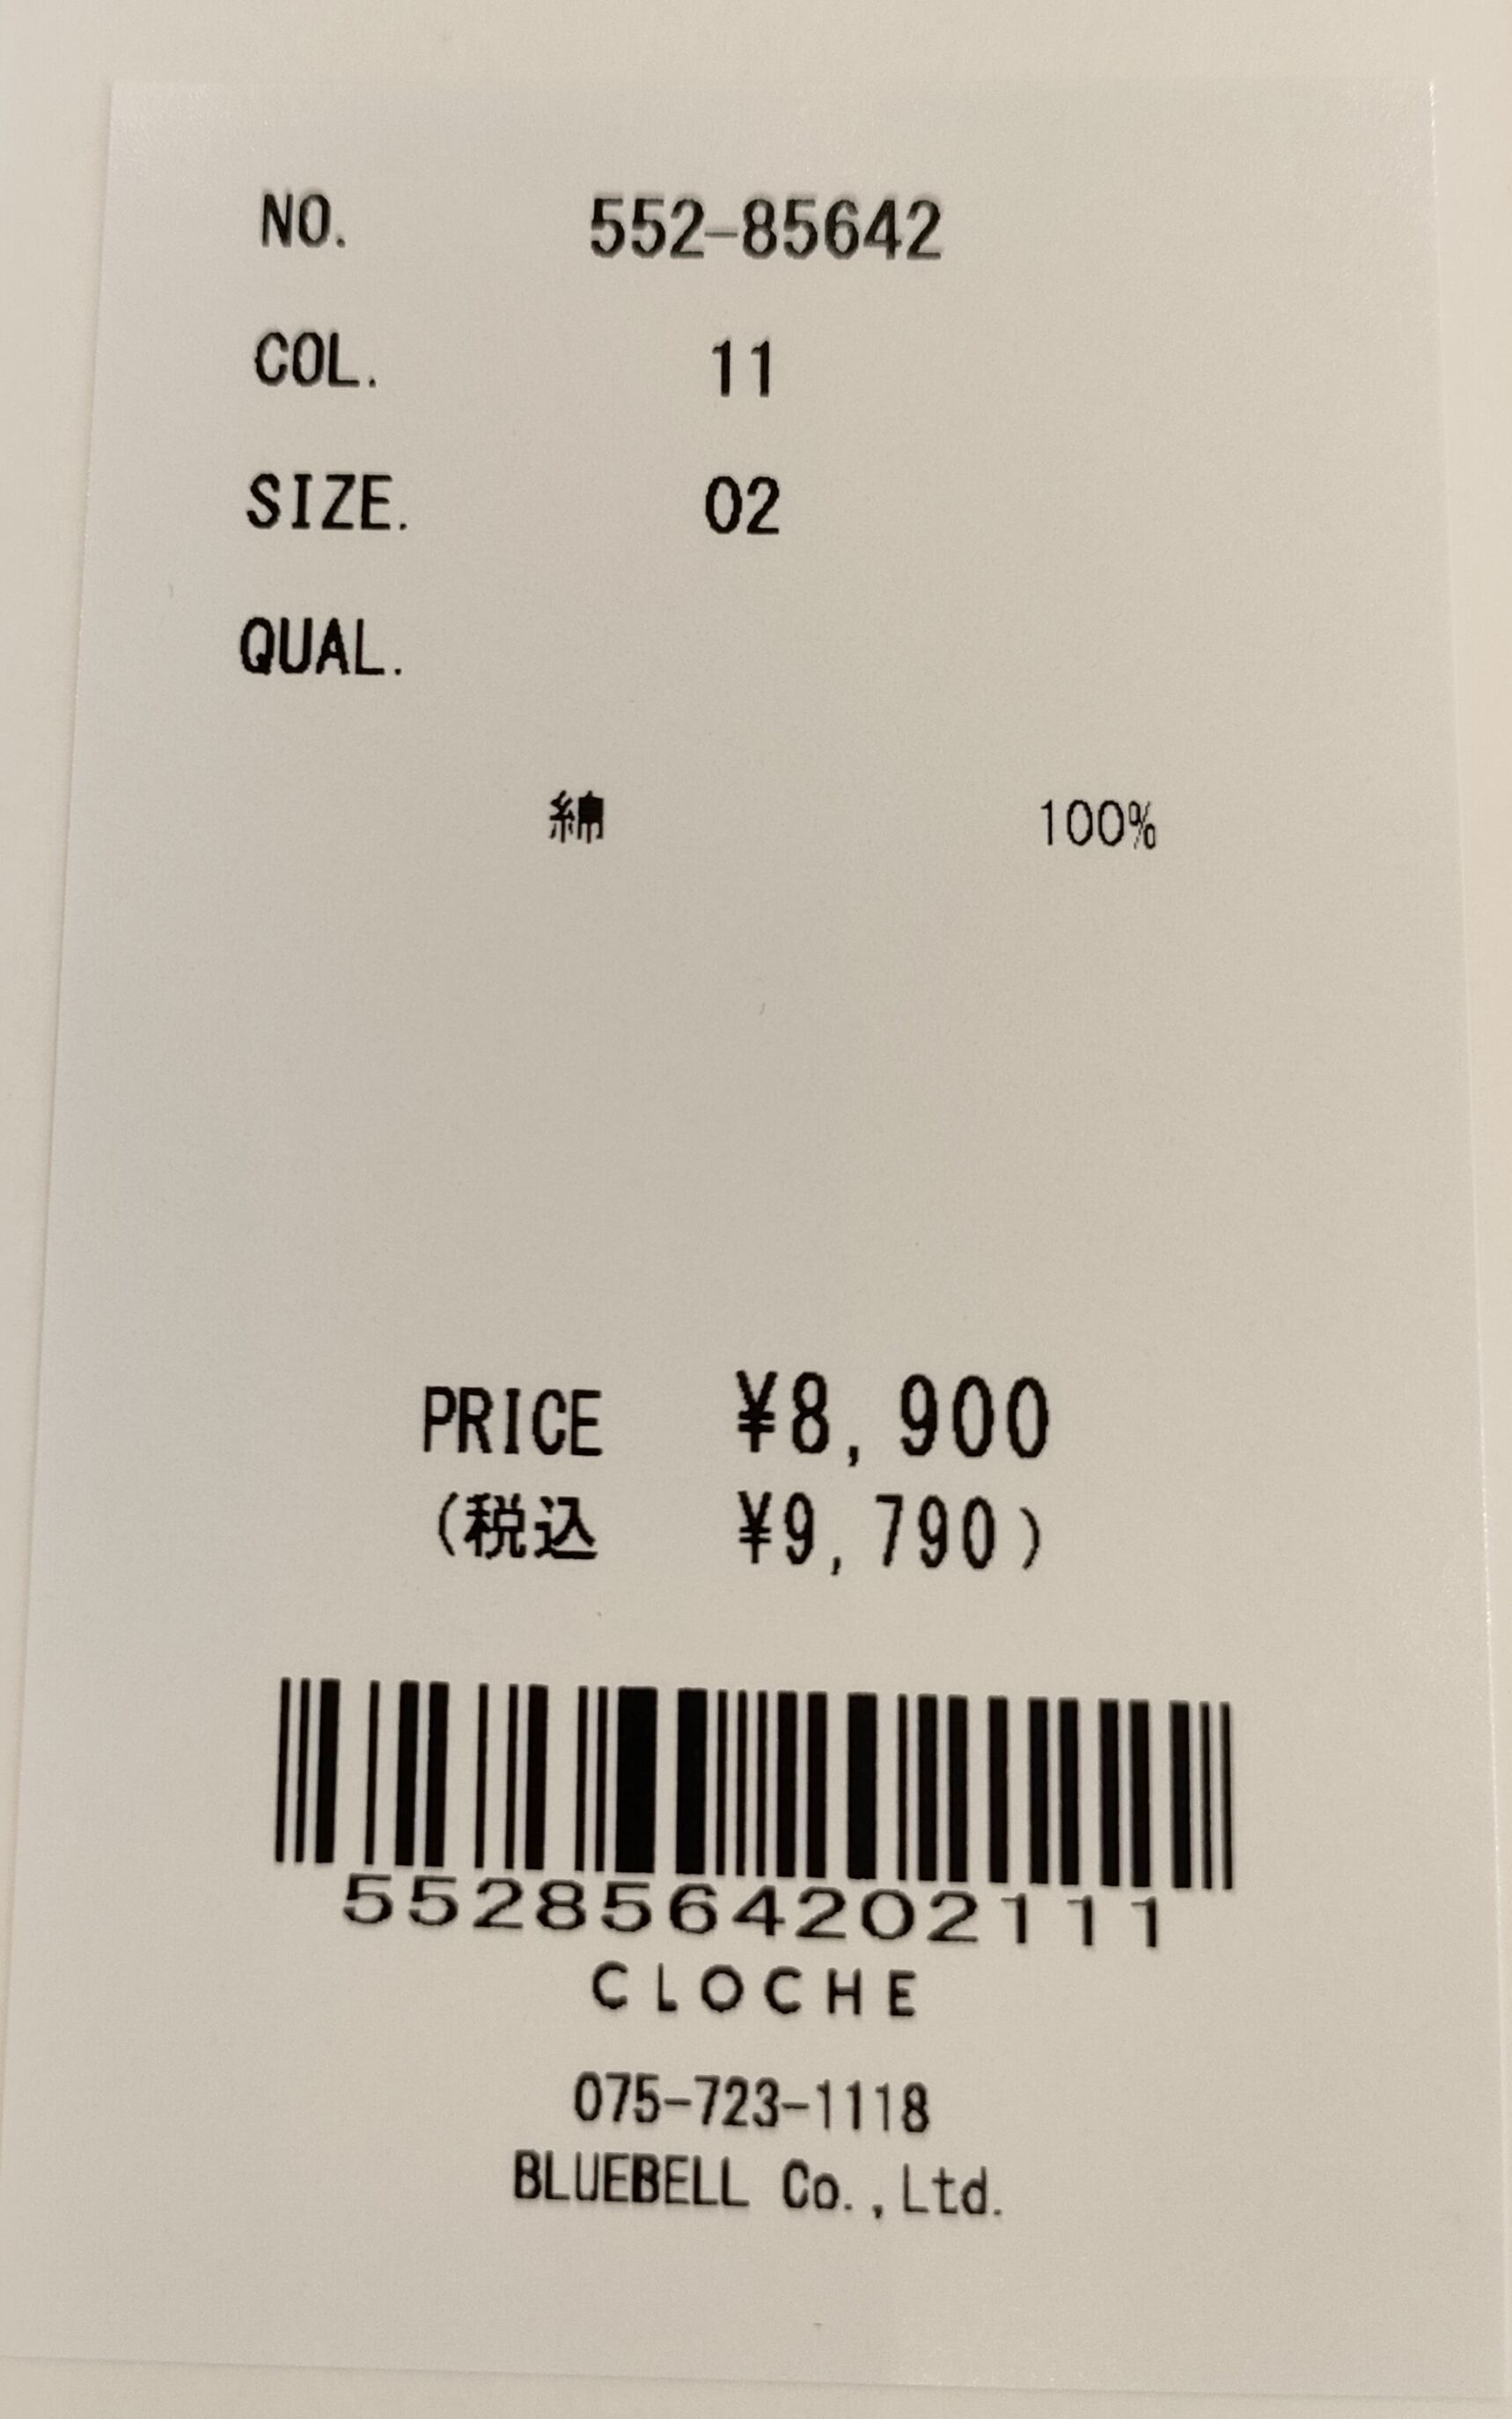 NO. 552-85642
COL. 11
SIZE. 02
QUAL.
綿 100%
PRICE ¥8,900
(税込 ¥9,790)
5528564202111
CLOCHE
075-723-1118
BLUEBELL Co.,Ltd.